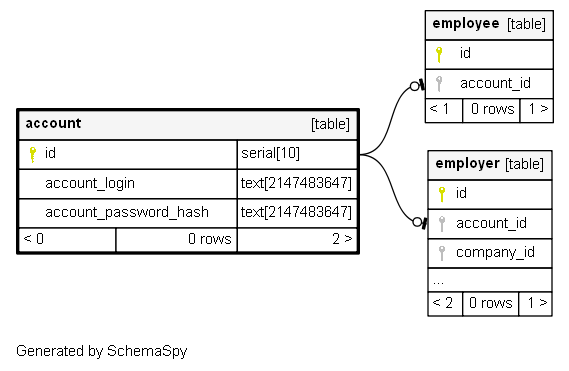 employee [table]
id
account_id
< 1 0 rows 1 >
account [table]
id serial[10]
account_login text[2147483647]
account_password_hash text[2147483647]
< 0 0 rows 2 >
employer [table]
id
account_id
company_id
...
< 2 0 rows 1 >
Generated by SchemaSpy